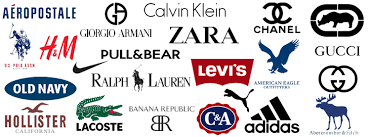 AÉROPOSTALE
Calvin Klein
CHANEL
GIORGIO ARMANI
ZARA
U.S. POLO ASSN.
H&M
PULL&BEAR
GUCCI
RALPH LAUREN
Levi's
AMERICAN EAGLE
OUTFITTERS
OLD NAVY
HOLLISTER
CALIFORNIA
LACOSTE
BANANA REPUBLIC
BR
C&A
adidas
Abercrombie & Fitch